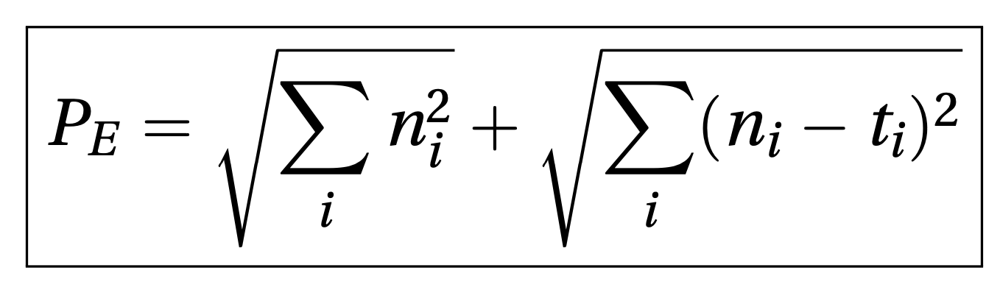 $P_E = \sqrt{\sum_i n_i^2} + \sqrt{\sum_i (n_i - t_i)^2}$